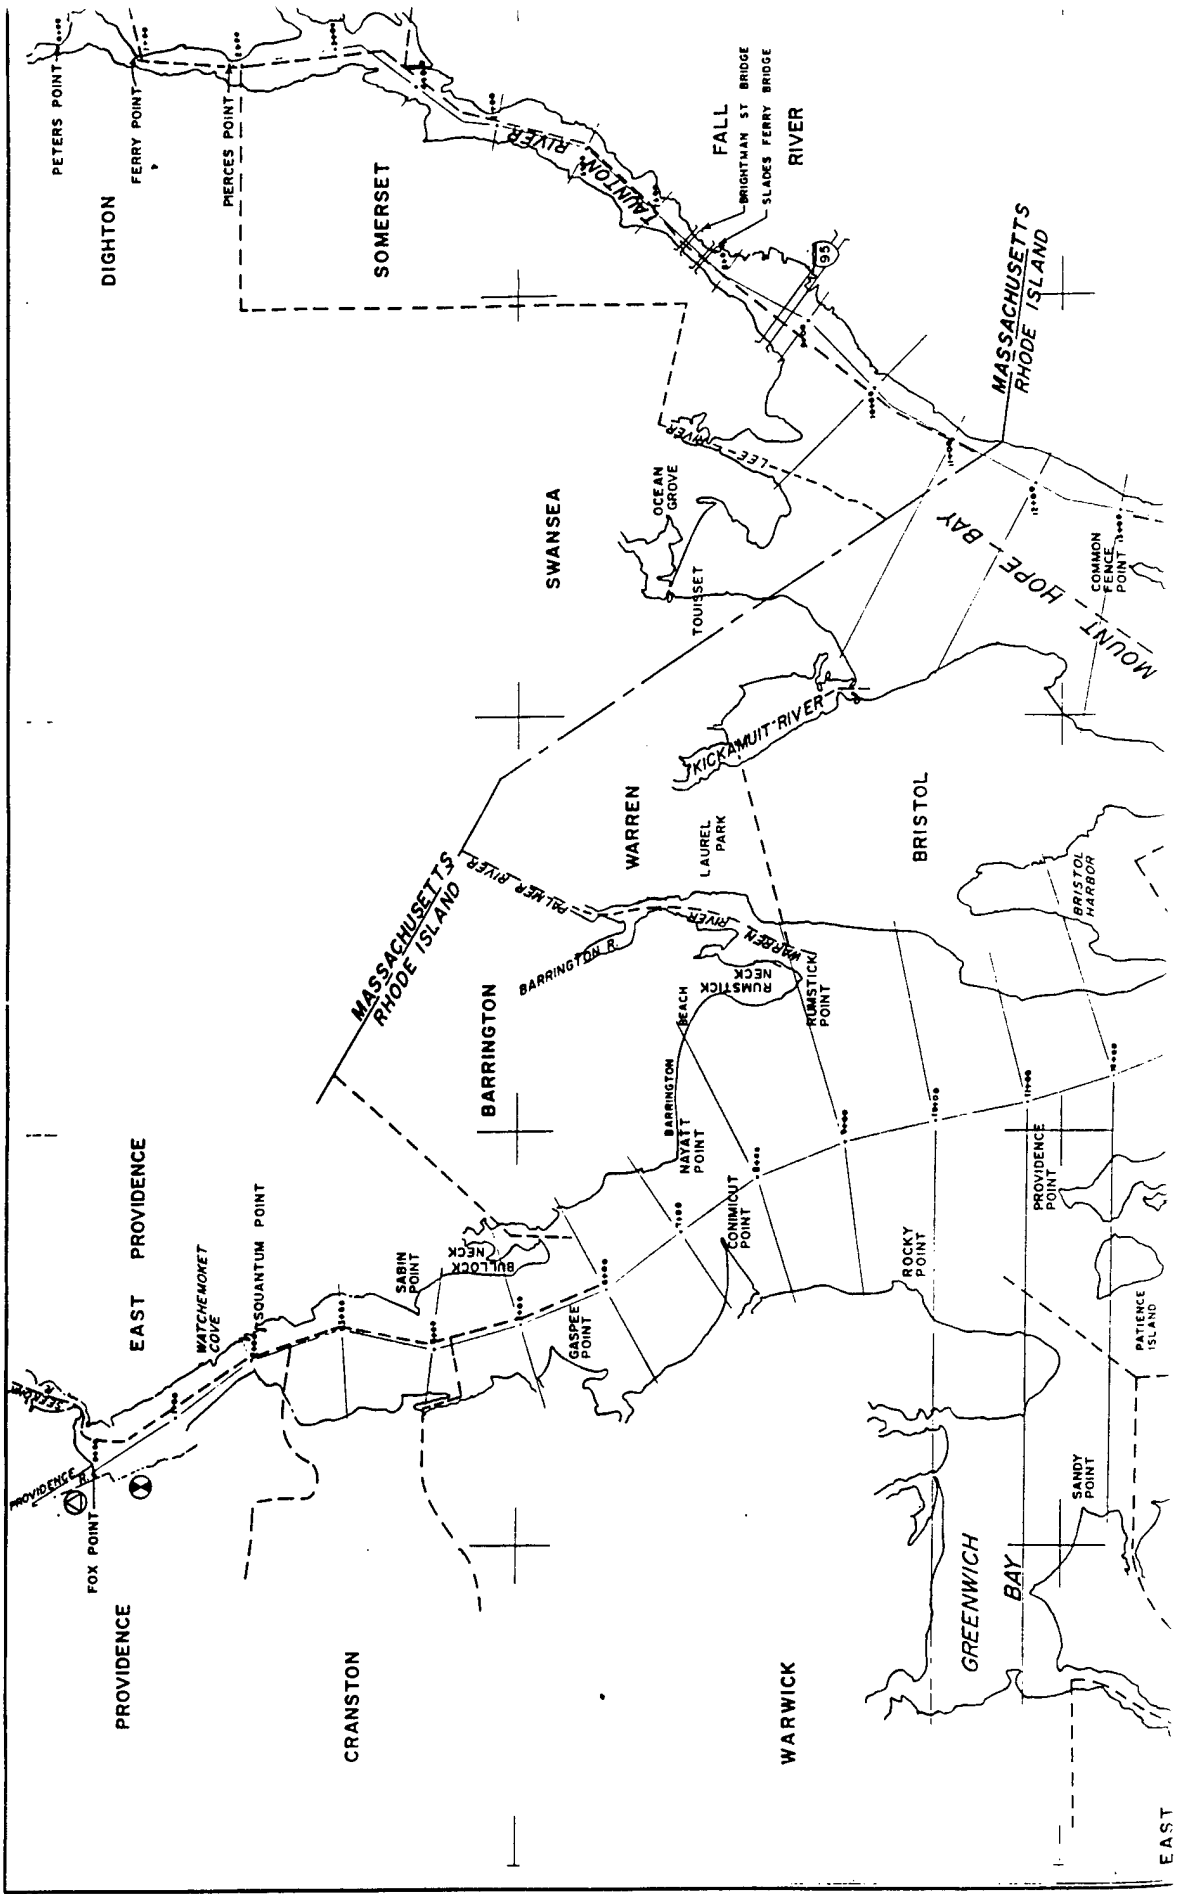 PETERS POINT
FERRY POINT
PIERCES POINT
DIGHTON
SOMERSET
TAUNTON
RIVER
FALL
RIVER
BRIGHTMAN ST BRIDGE
SLADES FERRY BRIDGE
95
MASSACHUSETTS
RHODE ISLAND
LEE
RIVER
SWANSEA
OCEAN
GROVE
TOUISSET
MOUNT HOPE BAY
COMMON
FENCE
POINT
KICKAMUIT RIVER
WARREN
LAUREL
PARK
BRISTOL
BRISTOL
HARBOR
MASSACHUSETTS
RHODE ISLAND
PALMER RIVER
BARRINGTON R.
WARREN RIVER
RUMSTICK
NECK
RUMSTICK
POINT
BARRINGTON
BARRINGTON BEACH
NAYATT
POINT
CONIMICUT
POINT
PROVIDENCE
POINT
EAST PROVIDENCE
WATCHEMOKET
COVE
SQUANTUM POINT
SABIN
POINT
BULLOCK
NECK
GASPEE
POINT
ROCKY
POINT
PATIENCE
ISLAND
SEEKONK
R.
PROVIDENCE
R.
FOX POINT
PROVIDENCE
CRANSTON
WARWICK
GREENWICH
BAY
SANDY
POINT
EAST